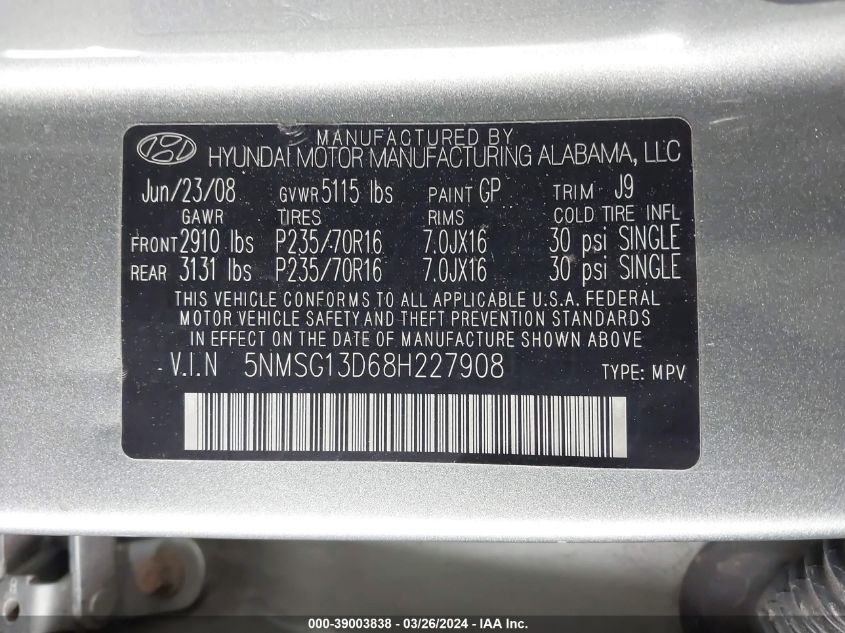 MANUFACTURED BY
HYUNDAI MOTOR MANUFACTURING ALABAMA, LLC
Jun/23/08 GVWR 5115 lbs PAINT GP TRIM J9
GAWR TIRES RIMS COLD TIRE INFL
FRONT 2910 lbs P235/70R16 7.0JX16 30 psi SINGLE
REAR 3131 lbs P235/70R16 7.0JX16 30 psi SINGLE
THIS VEHICLE CONFORMS TO ALL APPLICABLE U.S.A. FEDERAL
MOTOR VEHICLE SAFETY AND THEFT PREVENTION STANDARDS
IN EFFECT ON THE DATE OF MANUFACTURE SHOWN ABOVE
V.I.N 5NMSG13D68H227908 TYPE: MPV
000-39003838 - 03/26/2024 - IAA Inc.